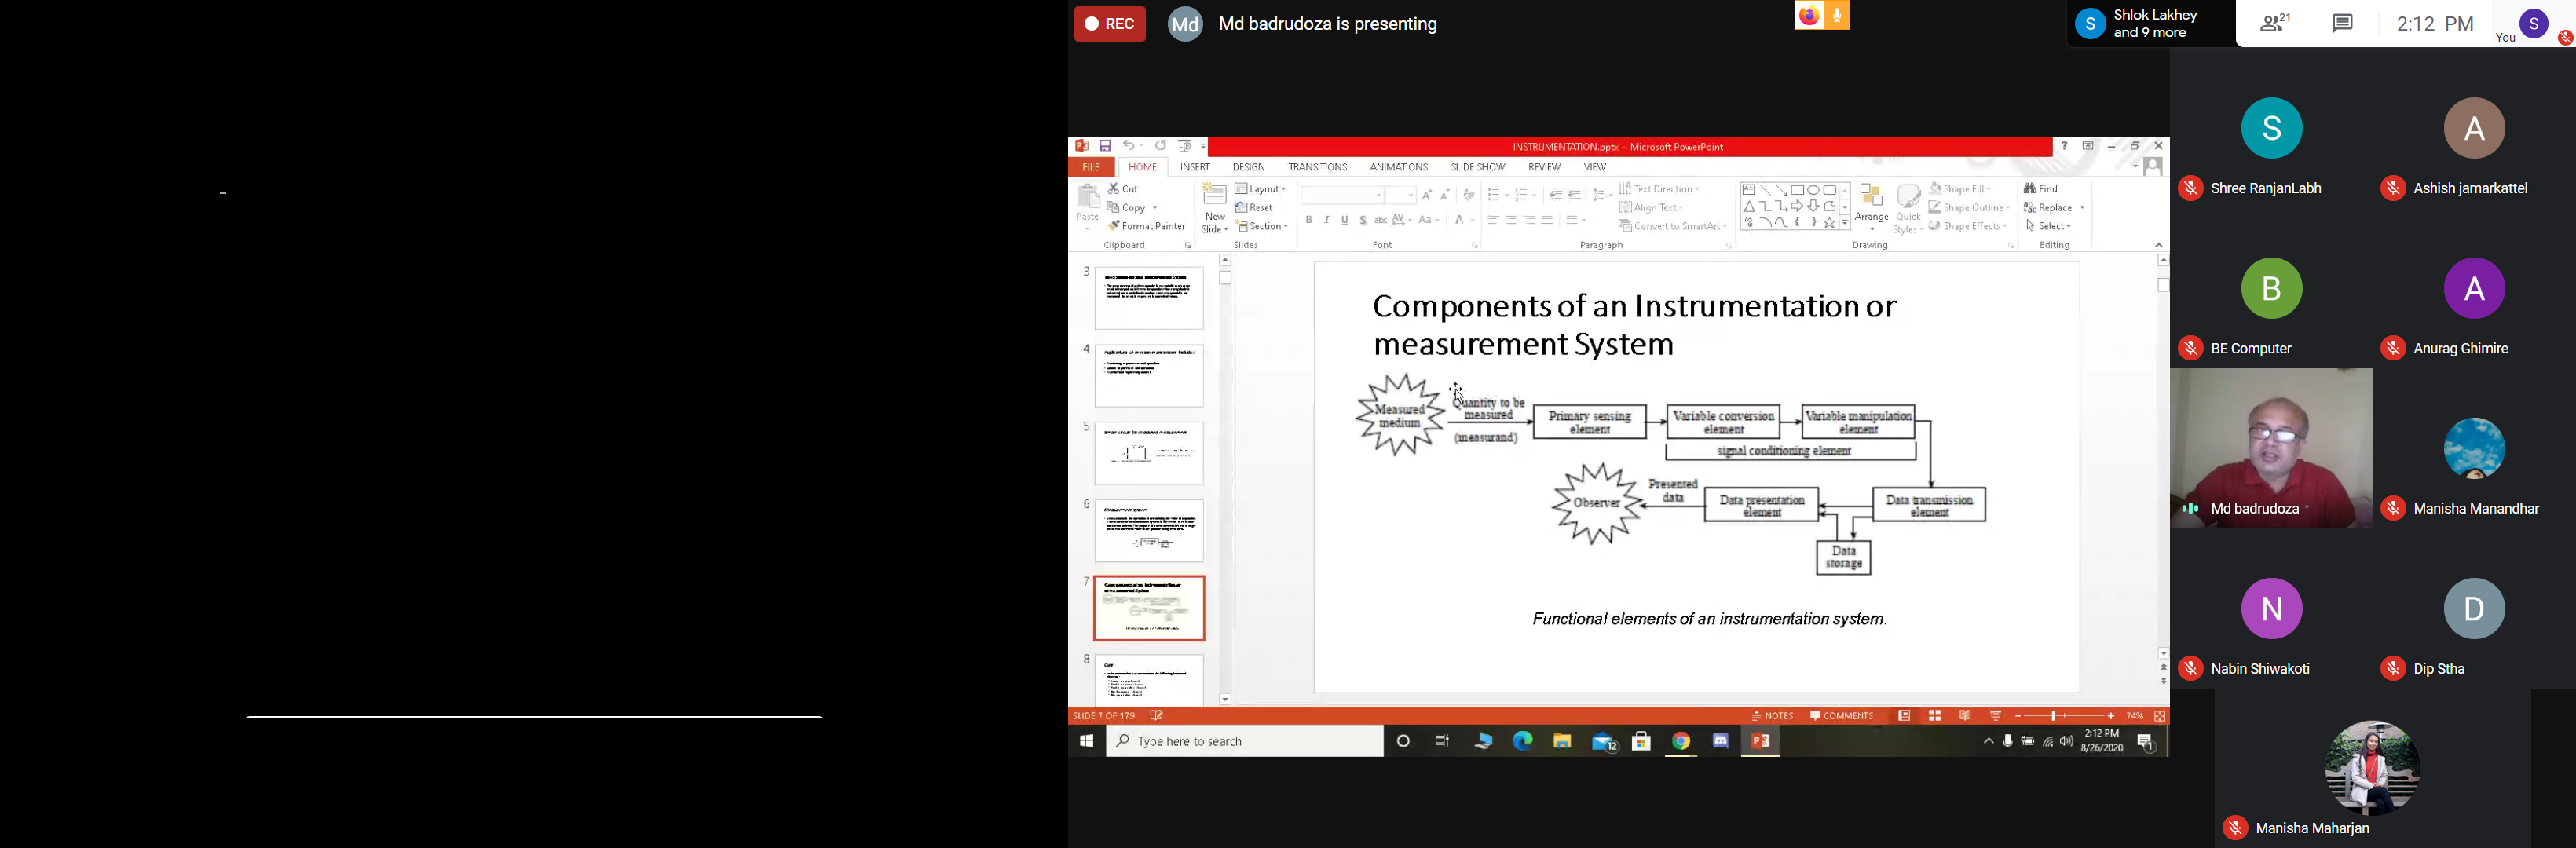 REC
Md
Md badrudoza is presenting
S
Shlok Lakhey
and 9 more
21
2:12 PM
You
S
INSTRUMENTATION.pptx - Microsoft PowerPoint
?
FILE
HOME
INSERT
DESIGN
TRANSITIONS
ANIMATIONS
SLIDE SHOW
REVIEW
VIEW
Paste
Cut
Copy
Format Painter
Clipboard
New
Slide
Layout
Reset
Section
Slides
B I U S abc AV Aa A
Font
Text Direction
Align Text
Convert to SmartArt
Paragraph
Arrange
Quick
Styles
Shape Fill
Shape Outline
Shape Effects
Drawing
Find
Replace
Select
Editing
3
4
5
6
7
8
Components of an Instrumentation or
measurement System
Measured
medium
Quantity to be
measured
(measurand)
Primary sensing
element
Variable conversion
element
Variable manipulation
element
signal conditioning element
Observer
Presented
data
Data presentation
element
Data transmission
element
Data
storage
Functional elements of an instrumentation system.
SLIDE 7 OF 179
NOTES
COMMENTS
74%
Type here to search
12
2:12 PM
8/26/2020
1
S
Shree RanjanLabh
A
Ashish jamarkattel
B
BE Computer
A
Anurag Ghimire
Md badrudoza
Manisha Manandhar
N
Nabin Shiwakoti
D
Dip Stha
Manisha Maharjan